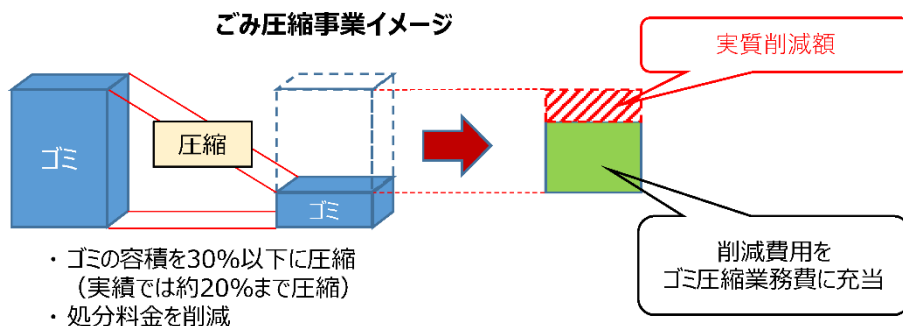 ごみ圧縮事業イメージ
実質削減額
ゴミ
圧縮
ゴミ
削減費用を
ゴミ圧縮業務費に充当
・ゴミの容積を30%以下に圧縮
（実績では約20%まで圧縮）
・処分料金を削減